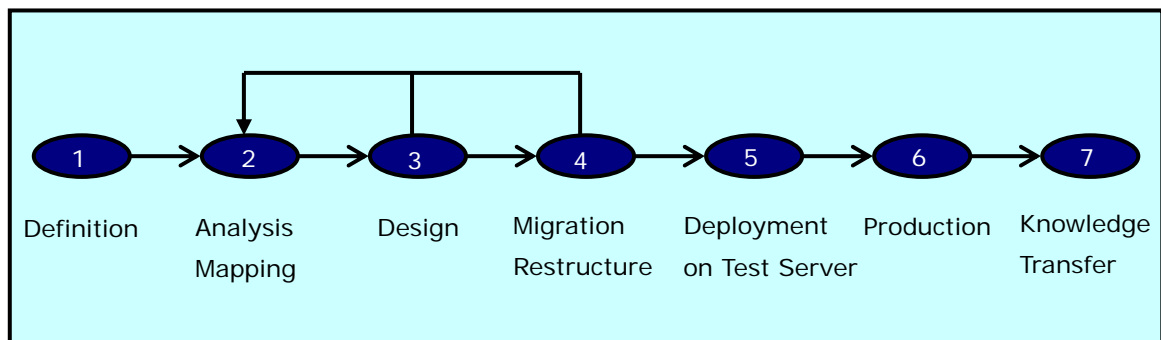 1 2 3 4 5 6 7
Definition
Analysis
Mapping
Design
Migration
Restructure
Deployment
on Test Server
Production
Knowledge
Transfer